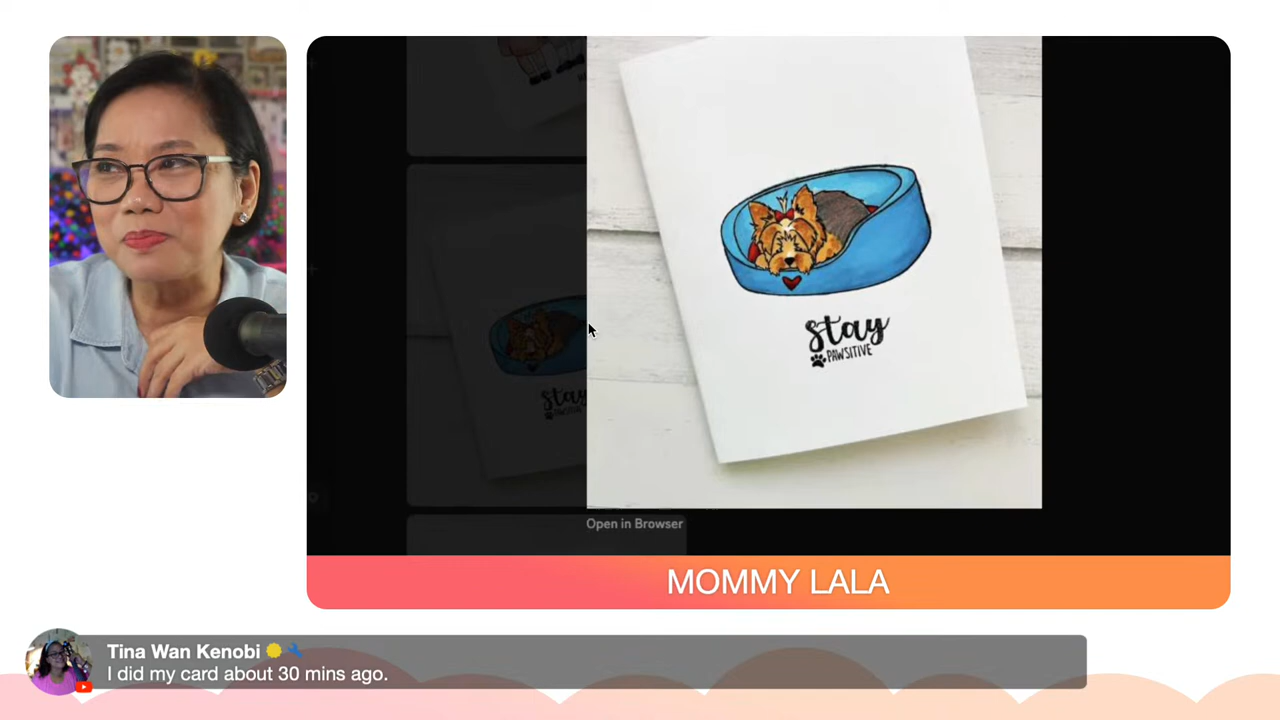 stay
PAWSITIVE
Open in Browser
MOMMY LALA
Tina Wan Kenobi
I did my card about 30 mins ago.